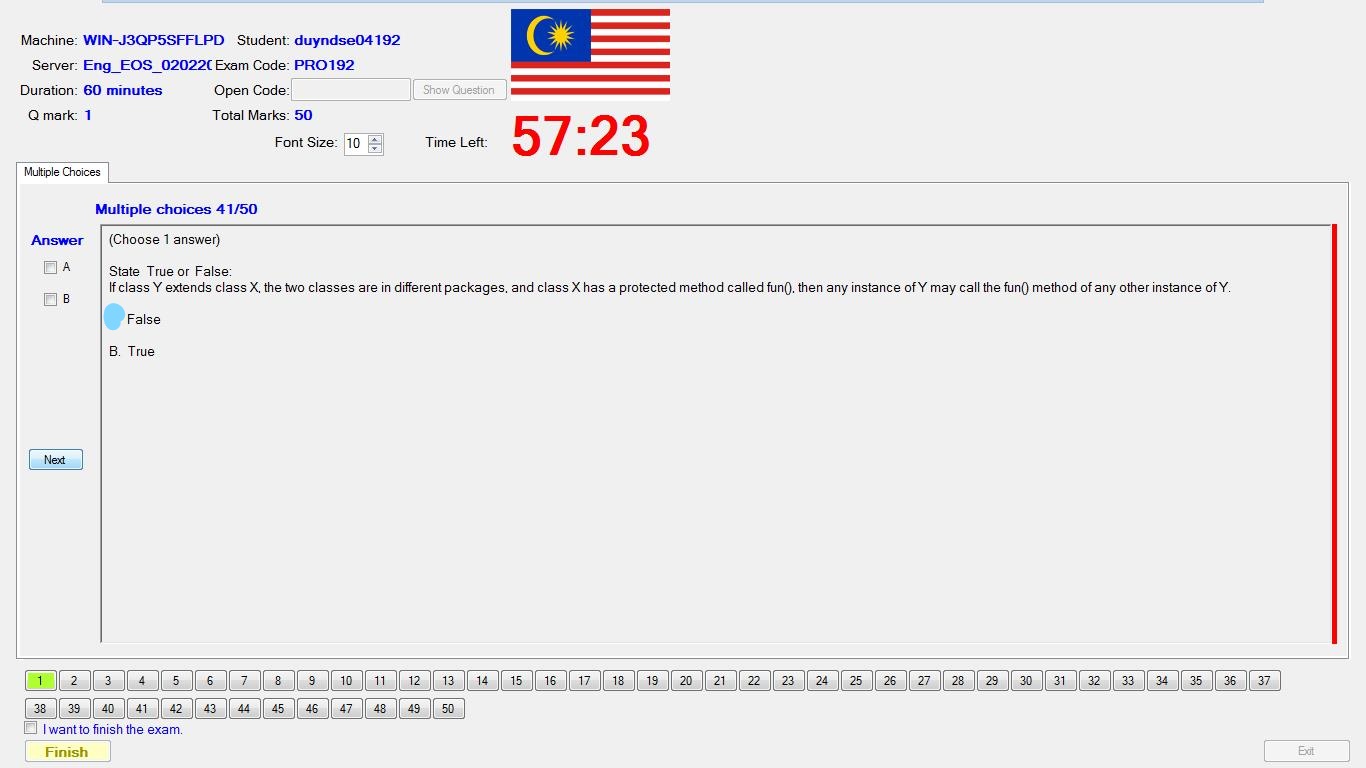 Machine: WIN-J3QP5SFFLPD Student: duyndse04192
Server: Eng_EOS_020220 Exam Code: PRO192
Duration: 60 minutes Open Code: Show Question
Q mark: 1 Total Marks: 50
Font Size: 10 Time Left: 57:23
Multiple Choices
Multiple choices 41/50
Answer
(Choose 1 answer)
A
State True or False:
If class Y extends class X, the two classes are in different packages, and class X has a protected method called fun(), then any instance of Y may call the fun() method of any other instance of Y.
B
False
B. True
Next
1 2 3 4 5 6 7 8 9 10 11 12 13 14 15 16 17 18 19 20 21 22 23 24 25 26 27 28 29 30 31 32 33 34 35 36 37
38 39 40 41 42 43 44 45 46 47 48 49 50
I want to finish the exam.
Finish Exit